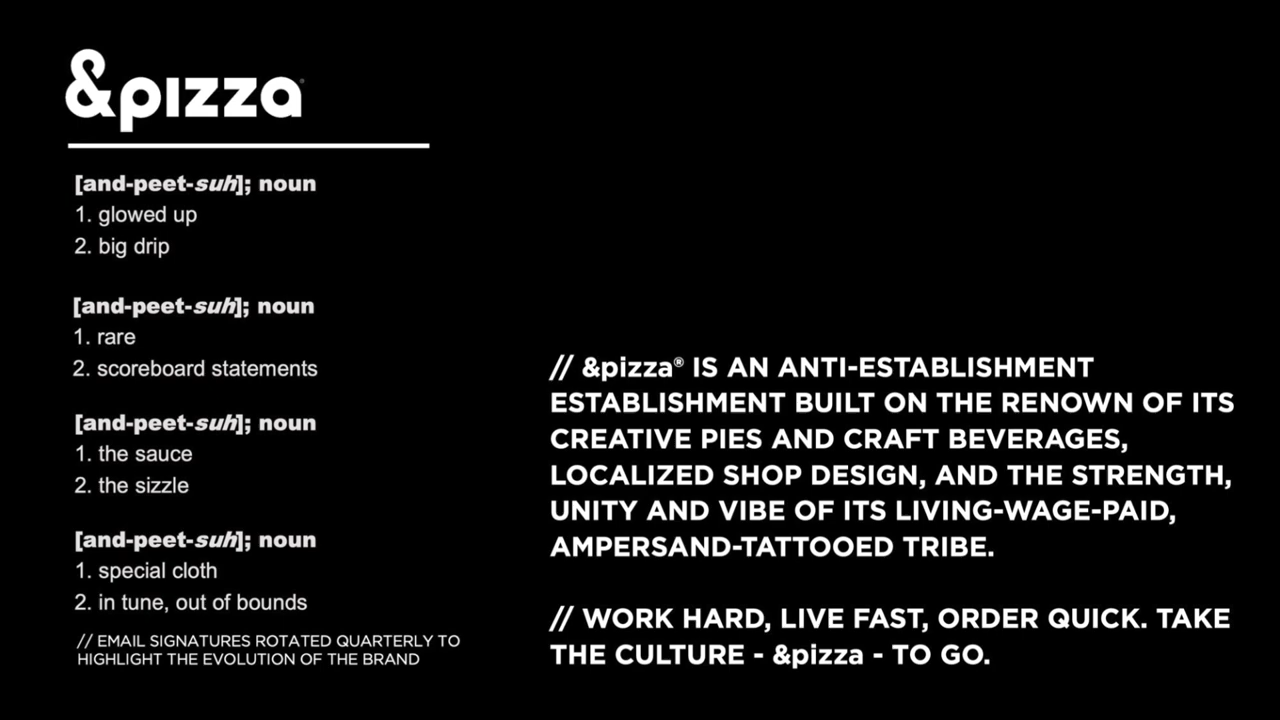 &pizza
[and-peet-suh]; noun
1. glowed up
2. big drip
[and-peet-suh]; noun
1. rare
2. scoreboard statements
[and-peet-suh]; noun
1. the sauce
2. the sizzle
[and-peet-suh]; noun
1. special cloth
2. in tune, out of bounds
// EMAIL SIGNATURES ROTATED QUARTERLY TO
HIGHLIGHT THE EVOLUTION OF THE BRAND
// &pizza® IS AN ANTI-ESTABLISHMENT
ESTABLISHMENT BUILT ON THE RENOWN OF ITS
CREATIVE PIES AND CRAFT BEVERAGES,
LOCALIZED SHOP DESIGN, AND THE STRENGTH,
UNITY AND VIBE OF ITS LIVING-WAGE-PAID,
AMPERSAND-TATTOOED TRIBE.
// WORK HARD, LIVE FAST, ORDER QUICK. TAKE
THE CULTURE - &pizza - TO GO.